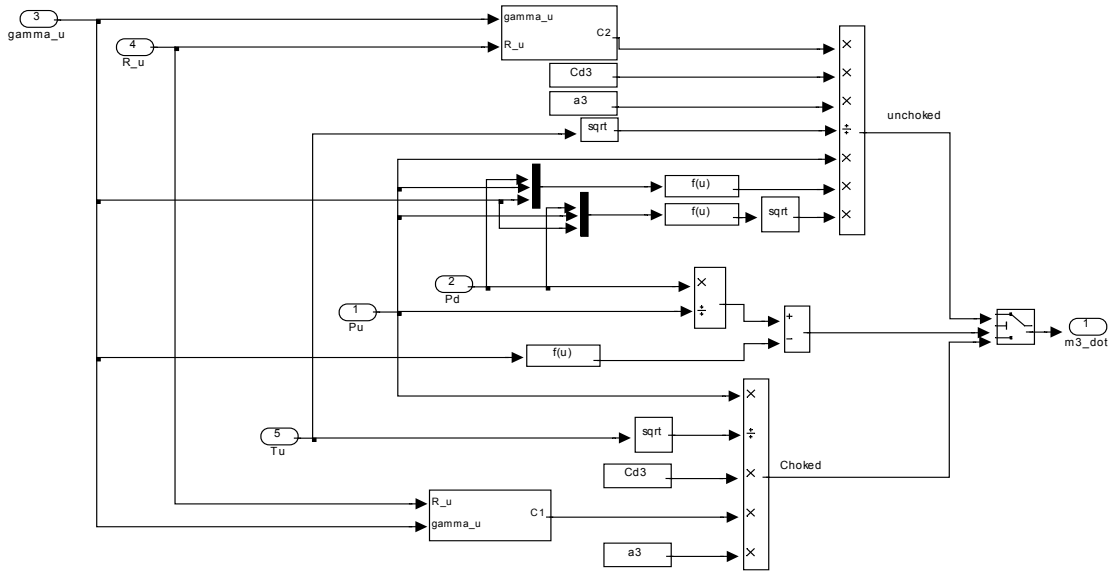 3
gamma_u
4
R_u
gamma_u
R_u
C2
Cd3
a3
sqrt
×
×
×
÷
×
×
×
unchoked
f(u)
f(u)
sqrt
2
Pd
1
Pu
×
÷
+
−
f(u)
1
m3_dot
5
Tu
sqrt
Cd3
R_u
gamma_u
C1
a3
×
÷
×
×
×
Choked